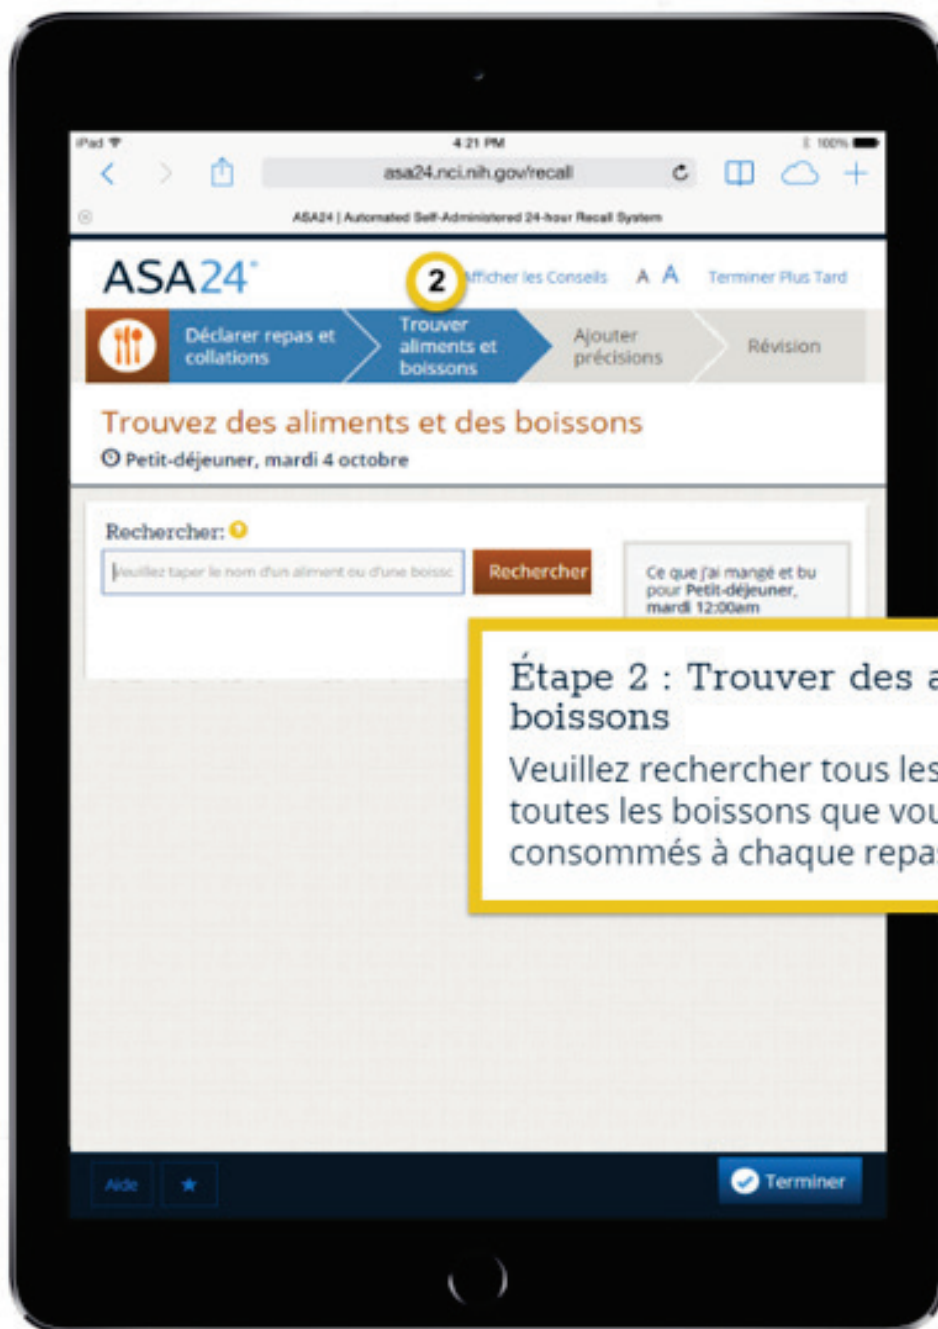 iPad
4:21 PM
100%
asa24.nci.nih.gov/recall
ASA24 | Automated Self-Administered 24-hour Recall System
ASA24®
2
Afficher les Conseils
A A
Terminer Plus Tard
Déclarer repas et
collations
Trouver
aliments et
boissons
Ajouter
précisions
Révision
Trouvez des aliments et des boissons
Petit-déjeuner, mardi 4 octobre
Rechercher: ?
Veuillez taper le nom d'un aliment ou d'une boissc
Rechercher
Ce que j'ai mangé et bu
pour Petit-déjeuner,
mardi 12:00am
Étape 2 : Trouver des a
boissons
Veuillez rechercher tous les
toutes les boissons que vou
consommés à chaque repas
Aide
Terminer